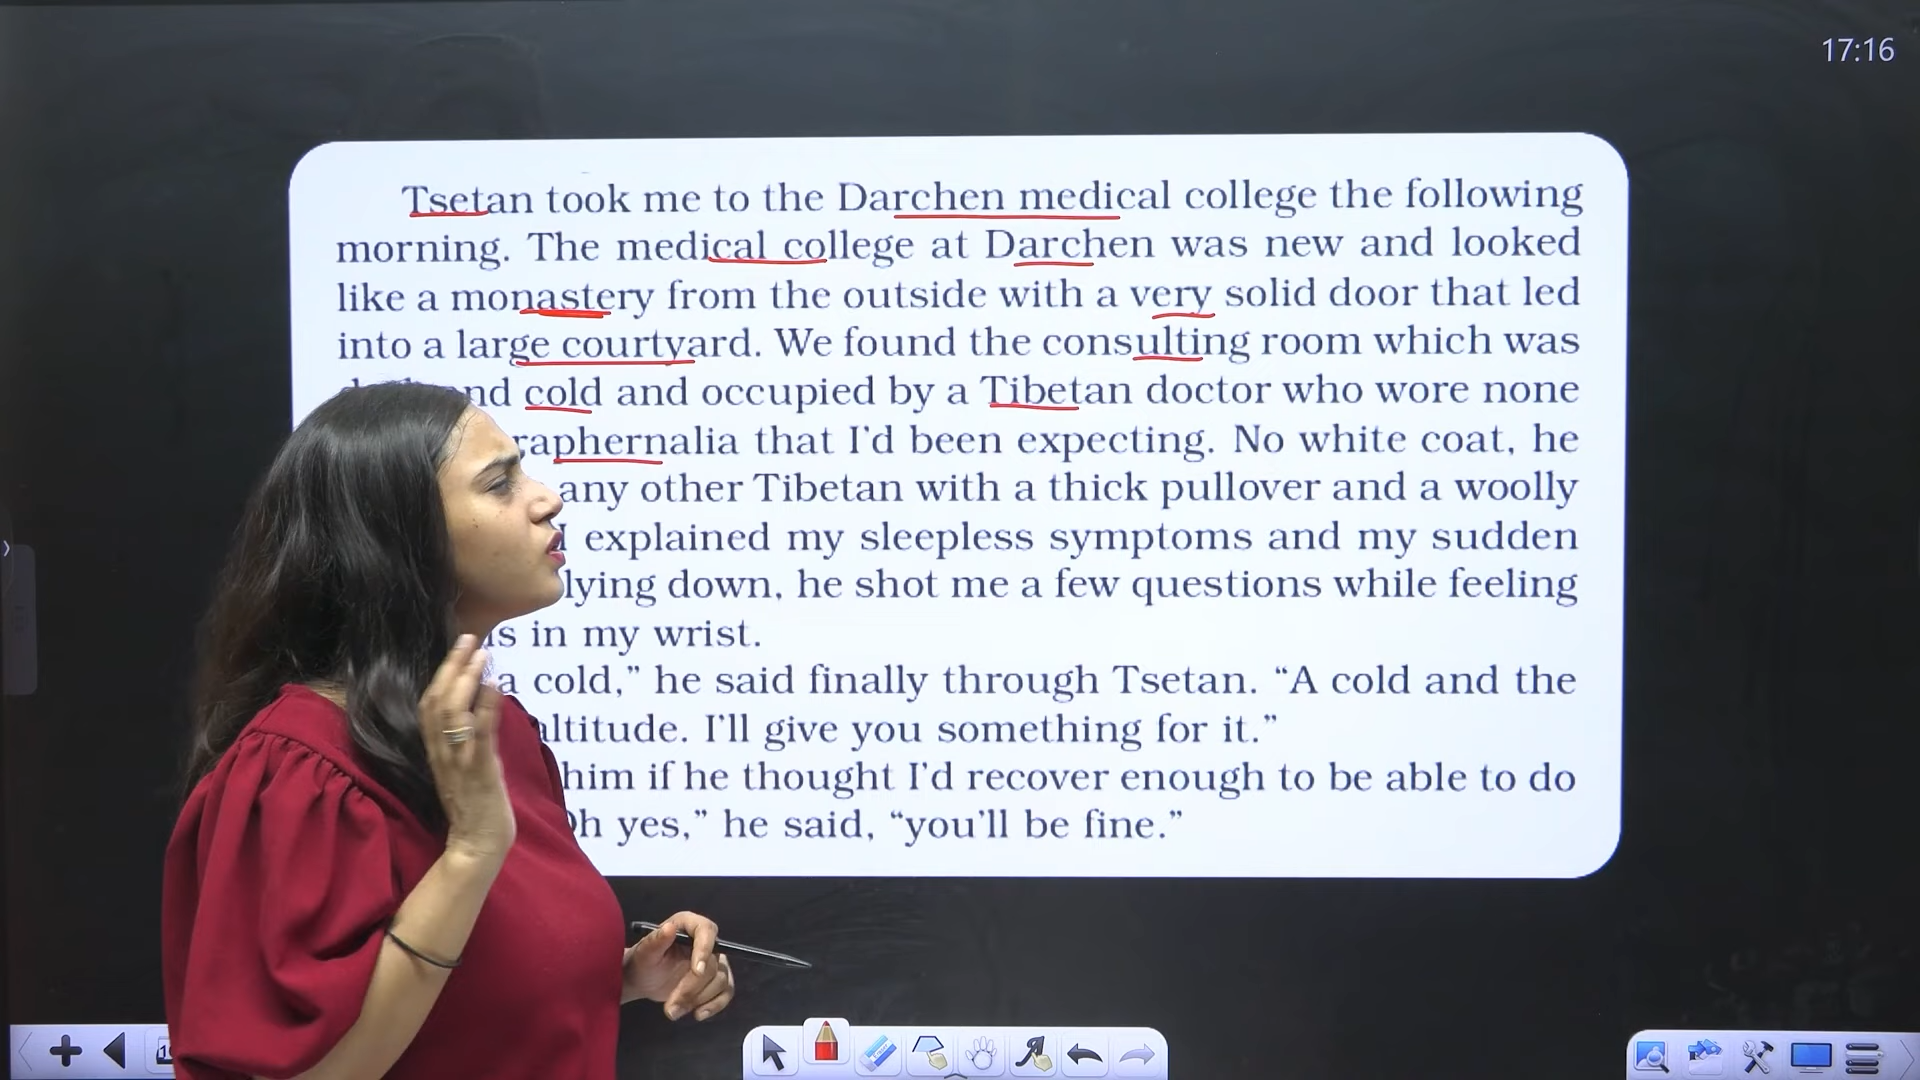 17:16
Tsetan took me to the Darchen medical college the following
morning. The medical college at Darchen was new and looked
like a monastery from the outside with a very solid door that led
into a large courtyard. We found the consulting room which was
and cold and occupied by a Tibetan doctor who wore none
paraphernalia that I’d been expecting. No white coat, he
any other Tibetan with a thick pullover and a woolly
I explained my sleepless symptoms and my sudden
lying down, he shot me a few questions while feeling
in my wrist.
a cold,” he said finally through Tsetan. “A cold and the
altitude. I’ll give you something for it.”
him if he thought I’d recover enough to be able to do
Oh yes,” he said, “you’ll be fine.”